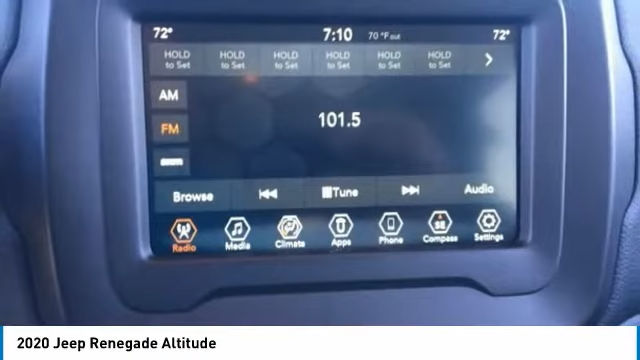 72° 7:10 70 °F out 72°
HOLD HOLD HOLD HOLD HOLD HOLD
to Set to Set to Set to Set to Set to Set
AM
FM
101.5
Browse Tune Audio
Radio Media Climate Apps Phone SE Compass Settings
2020 Jeep Renegade Altitude